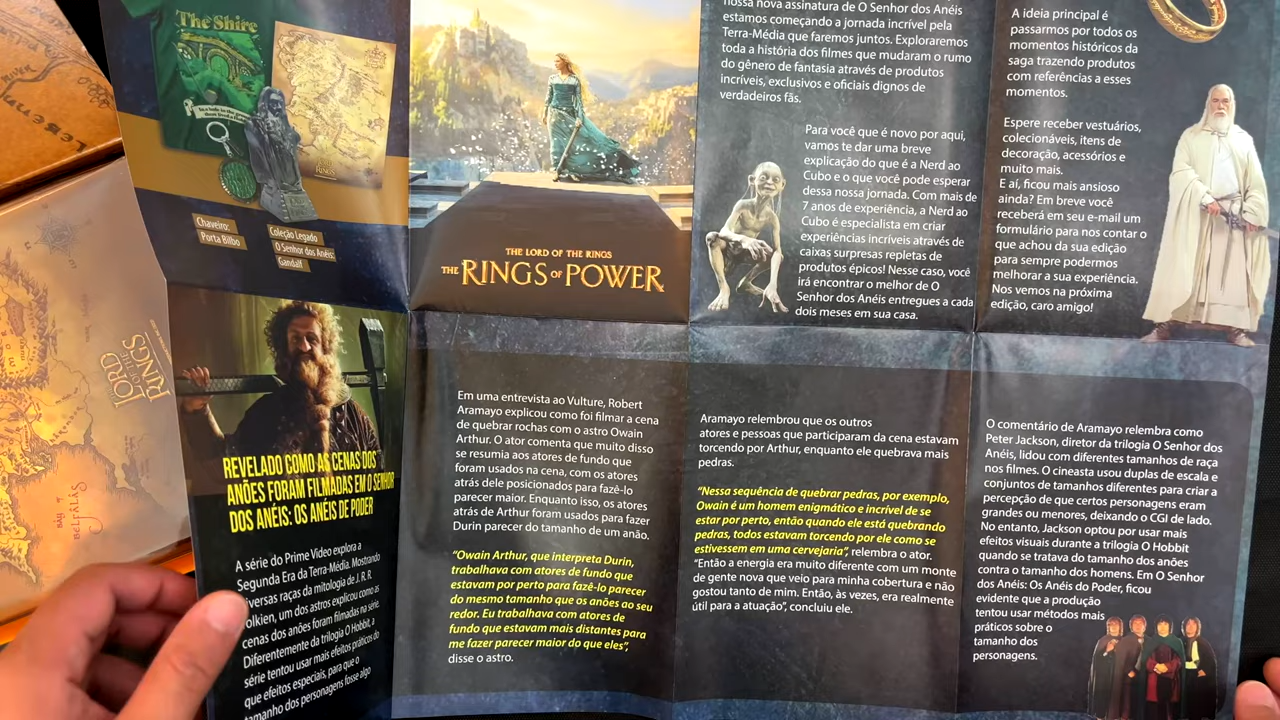 The Shire
LORD
OF THE
RINGS
BAY
BELFALAS
Chaveiro:
Porta Bilbo
Coleção Legado
O Senhor dos Anéis:
Gandalf
THE LORD OF THE RINGS
THE RINGS OF POWER
nossa nova assinatura de O Senhor dos Anéis
estamos começando a jornada incrível pela
Terra-Média que faremos juntos. Exploraremos
toda a história dos filmes que mudaram o rumo
do gênero de fantasia através de produtos
incríveis, exclusivos e oficiais dignos de
verdadeiros fãs.
Para você que é novo por aqui,
vamos te dar uma breve
explicação do que é a Nerd ao
Cubo e o que você pode esperar
dessa nossa jornada. Com mais de
7 anos de experiência, a Nerd ao
Cubo é especialista em criar
experiências incríveis através de
caixas surpresas repletas de
produtos épicos! Nesse caso, você
irá encontrar o melhor de O
Senhor dos Anéis entregues a cada
dois meses em sua casa.
A ideia principal é
passarmos por todos os
momentos históricos da
saga trazendo produtos
com referências a esses
momentos.
Espere receber vestuários,
colecionáveis, itens de
decoração, acessórios e
muito mais.
E aí, ficou mais ansioso
ainda? Em breve você
receberá em seu e-mail um
formulário para nos contar o
que achou da sua edição
para sempre podermos
melhorar a sua experiência.
Nos vemos na próxima
edição, caro amigo!
REVELADO COMO AS CENAS DOS
ANÕES FORAM FILMADAS EM O SENHOR
DOS ANÉIS: OS ANÉIS DE PODER
A série do Prime Video explora a
Segunda Era da Terra-Média. Mostrando
diversas raças da mitologia de J. R. R.
Tolkien, um dos astros explicou como as
cenas dos anões foram filmadas na série.
Diferentemente da trilogia O Hobbit, a
série tentou usar mais efeitos práticos do
que efeitos especiais, para que o
tamanho dos personagens fosse algo
Em uma entrevista ao Vulture, Robert
Aramayo explicou como foi filmar a cena
de quebrar rochas com o astro Owain
Arthur. O ator comenta que muito disso
se resumia aos atores de fundo que
foram usados na cena, com os atores
atrás dele posicionados para fazê-lo
parecer maior. Enquanto isso, os atores
atrás de Arthur foram usados para fazer
Durin parecer do tamanho de um anão.
“Owain Arthur, que interpreta Durin,
trabalhava com atores de fundo que
estavam por perto para fazê-lo parecer
do mesmo tamanho que os anões ao seu
redor. Eu trabalhava com atores de
fundo que estavam mais distantes para
me fazer parecer maior do que eles”,
disse o astro.
Aramayo relembrou que os outros
atores e pessoas que participaram da cena estavam
torcendo por Arthur, enquanto ele quebrava mais
pedras.
“Nessa sequência de quebrar pedras, por exemplo,
Owain é um homem enigmático e incrível de se
estar por perto, então quando ele está quebrando
pedras, todos estavam torcendo por ele como se
estivessem em uma cervejaria”, relembra o ator.
“Então a energia era muito diferente com um monte
de gente nova que veio para minha cobertura e não
gostou tanto de mim. Então, às vezes, era realmente
útil para a atuação”, concluiu ele.
O comentário de Aramayo relembra como
Peter Jackson, diretor da trilogia O Senhor dos
Anéis, lidou com diferentes tamanhos de raça
nos filmes. O cineasta usou duplas de escala e
conjuntos de tamanhos diferentes para criar a
percepção de que certos personagens eram
grandes ou menores, deixando o CGI de lado.
No entanto, Jackson optou por usar mais
efeitos visuais durante a trilogia O Hobbit
quando se tratava do tamanho dos anões
contra o tamanho dos homens. Em O Senhor
dos Anéis: Os Anéis do Poder, ficou
evidente que a produção
tentou usar métodos mais
práticos sobre o
tamanho dos
personagens.